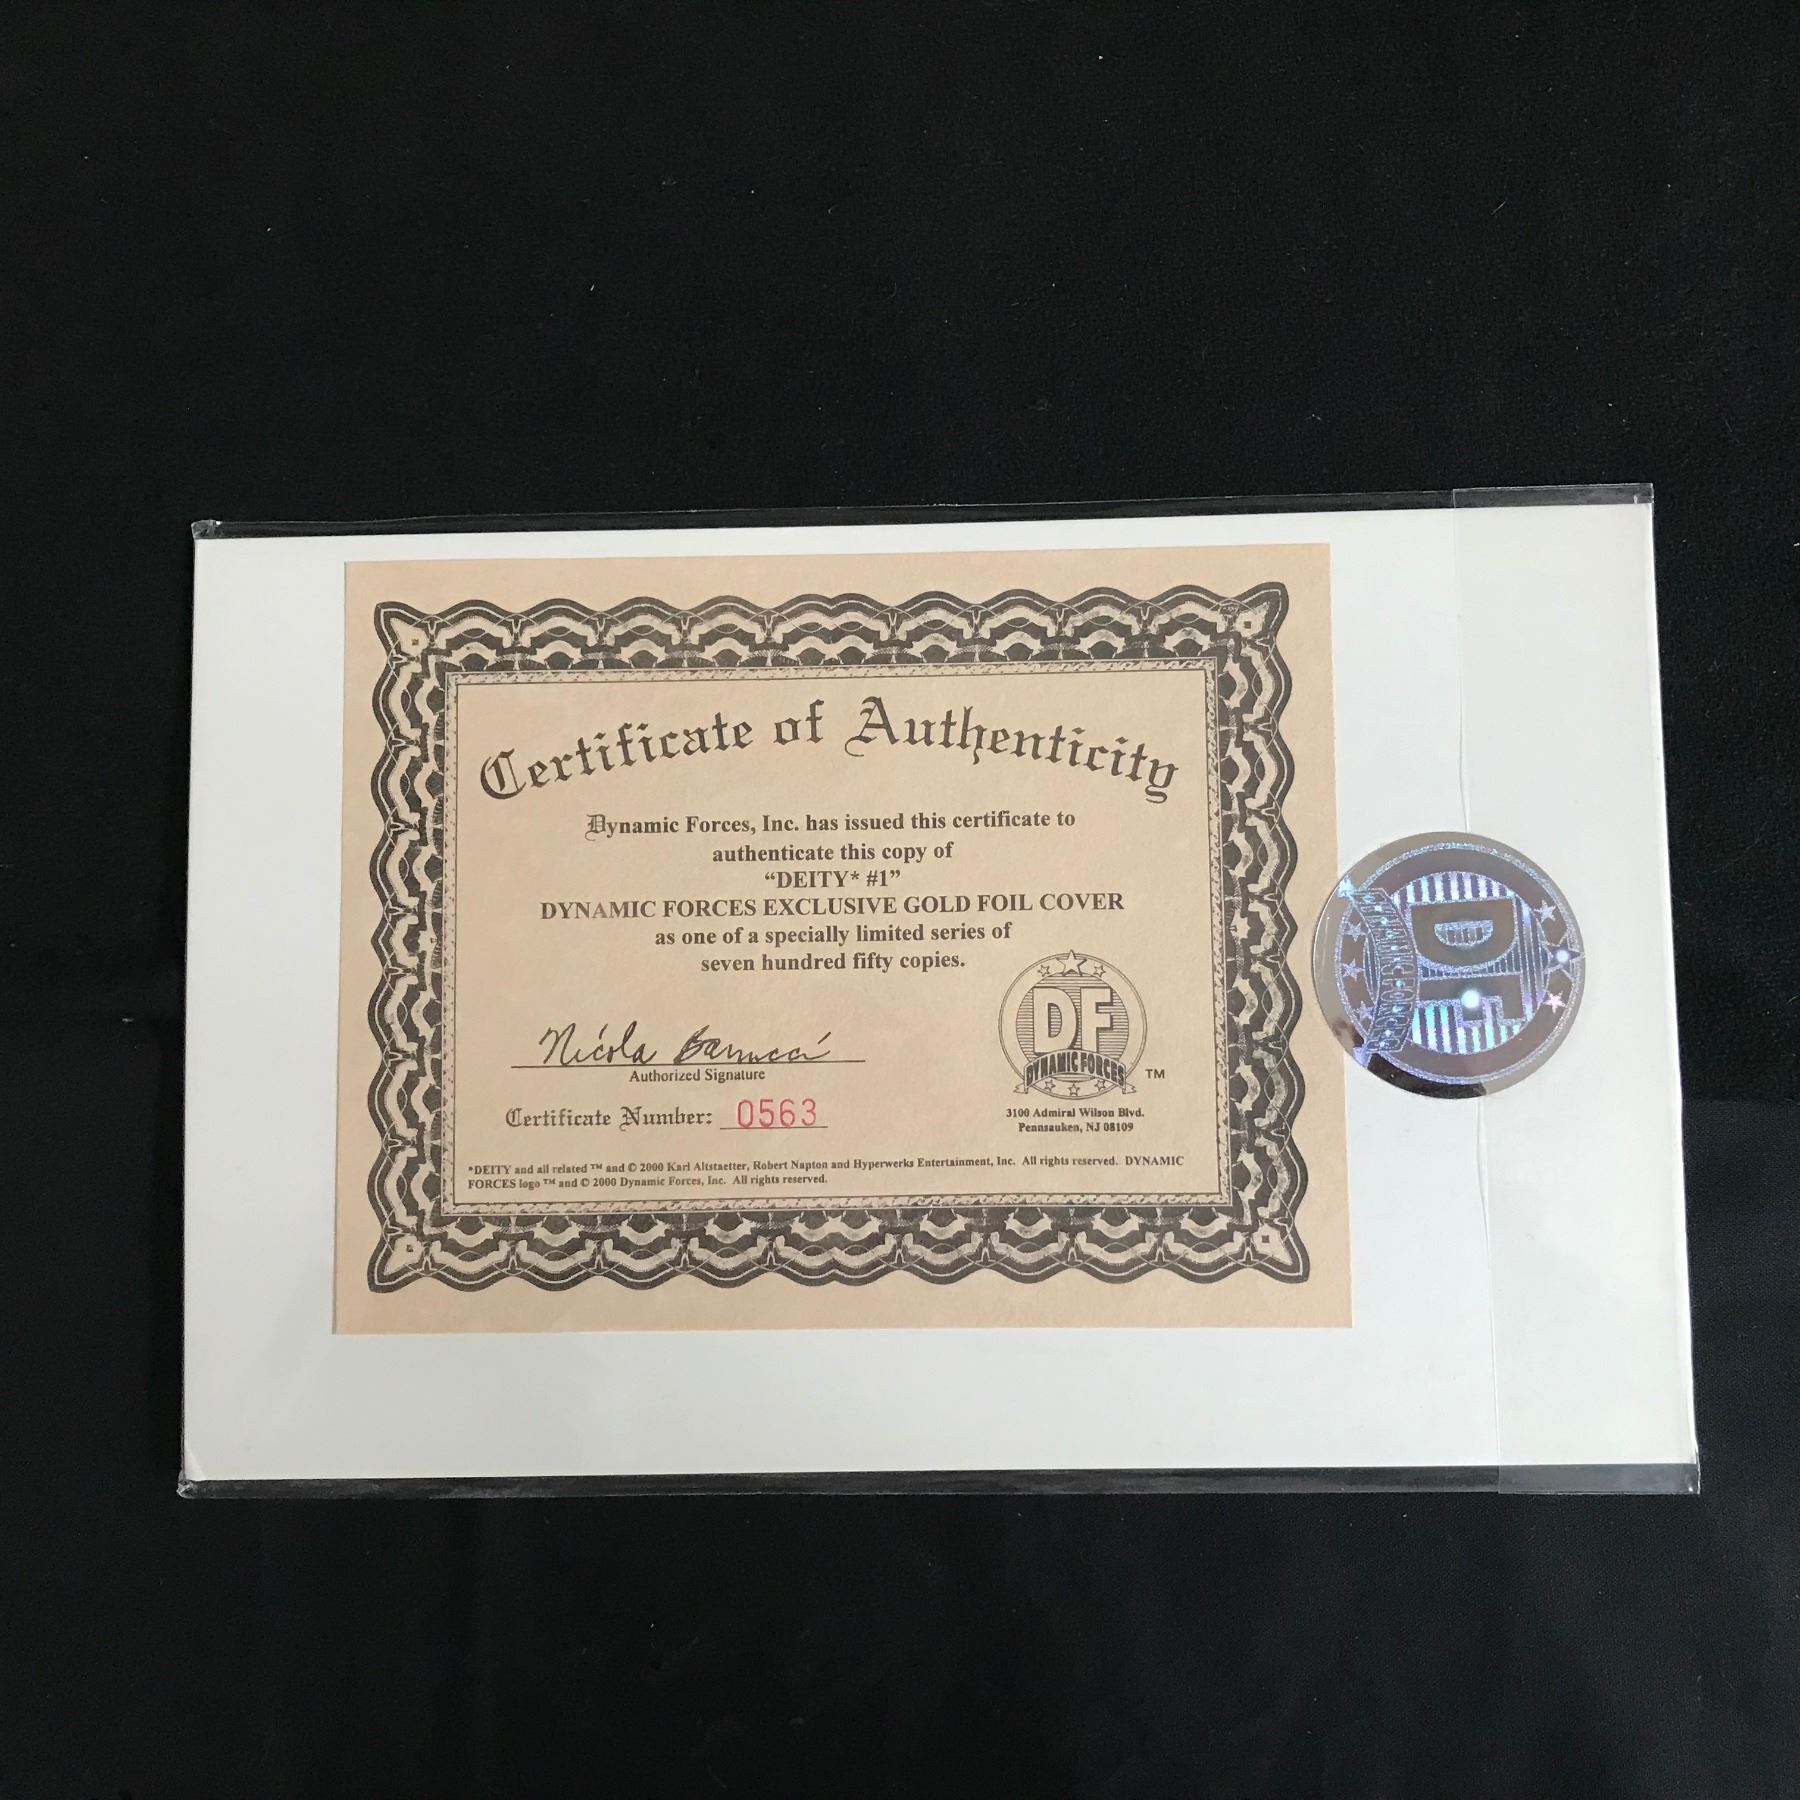 Certificate of Authenticity
Dynamic Forces, Inc. has issued this certificate to
authenticate this copy of
“DEITY* #1”
DYNAMIC FORCES EXCLUSIVE GOLD FOIL COVER
as one of a specially limited series of
seven hundred fifty copies.
Nicola Barrucci
Authorized Signature
Certificate Number: 0563
DF
DYNAMIC FORCES TM
3100 Admiral Wilson Blvd.
Pennsauken, NJ 08109
*DEITY and all related ™ and © 2000 Karl Altstaetter, Robert Napton and Hyperwerks Entertainment, Inc. All rights reserved. DYNAMIC
FORCES logo ™ and © 2000 Dynamic Forces, Inc. All rights reserved.
DF
DYNAMIC FORCES